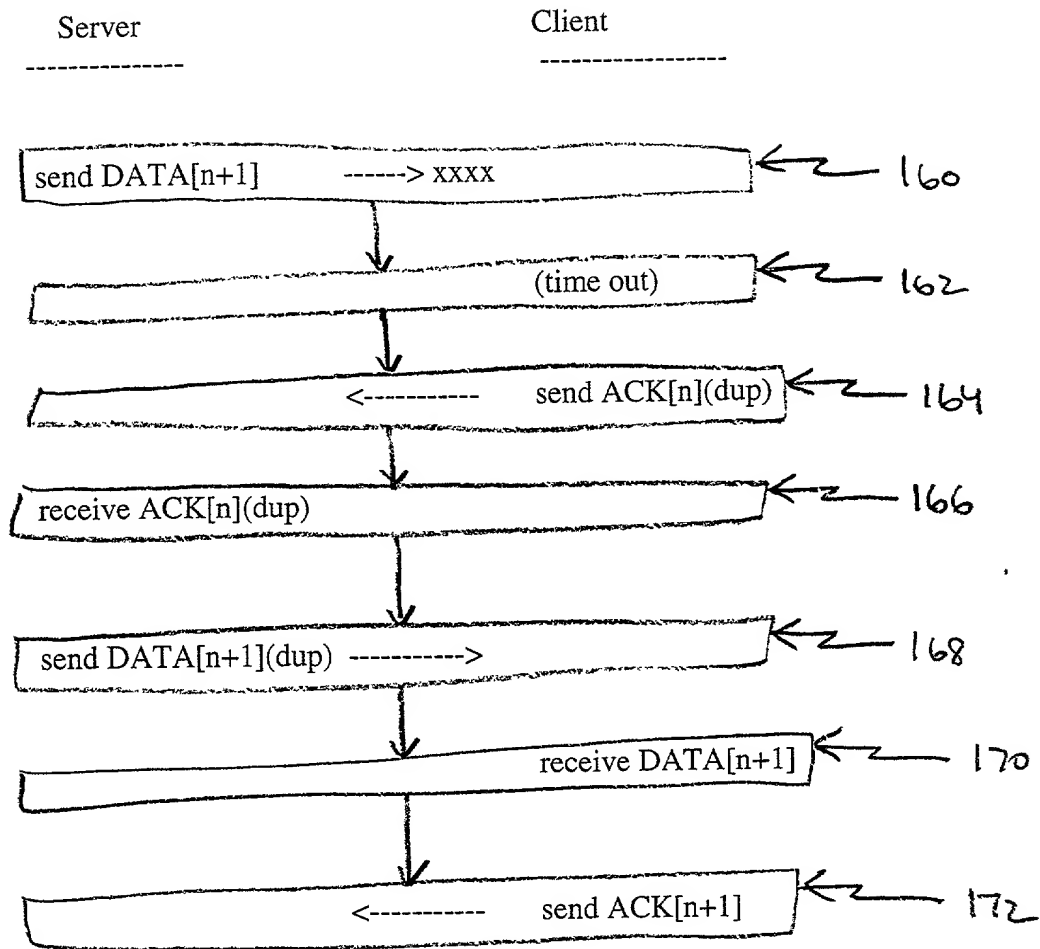 Server Client
--------------- ------------------
send DATA[n+1] ------> xxxx 160
(time out) 162
<---------- send ACK[n](dup) 164
receive ACK[n](dup) 166
send DATA[n+1](dup) -----------> 168
receive DATA[n+1] 170
<---------- send ACK[n+1] 172